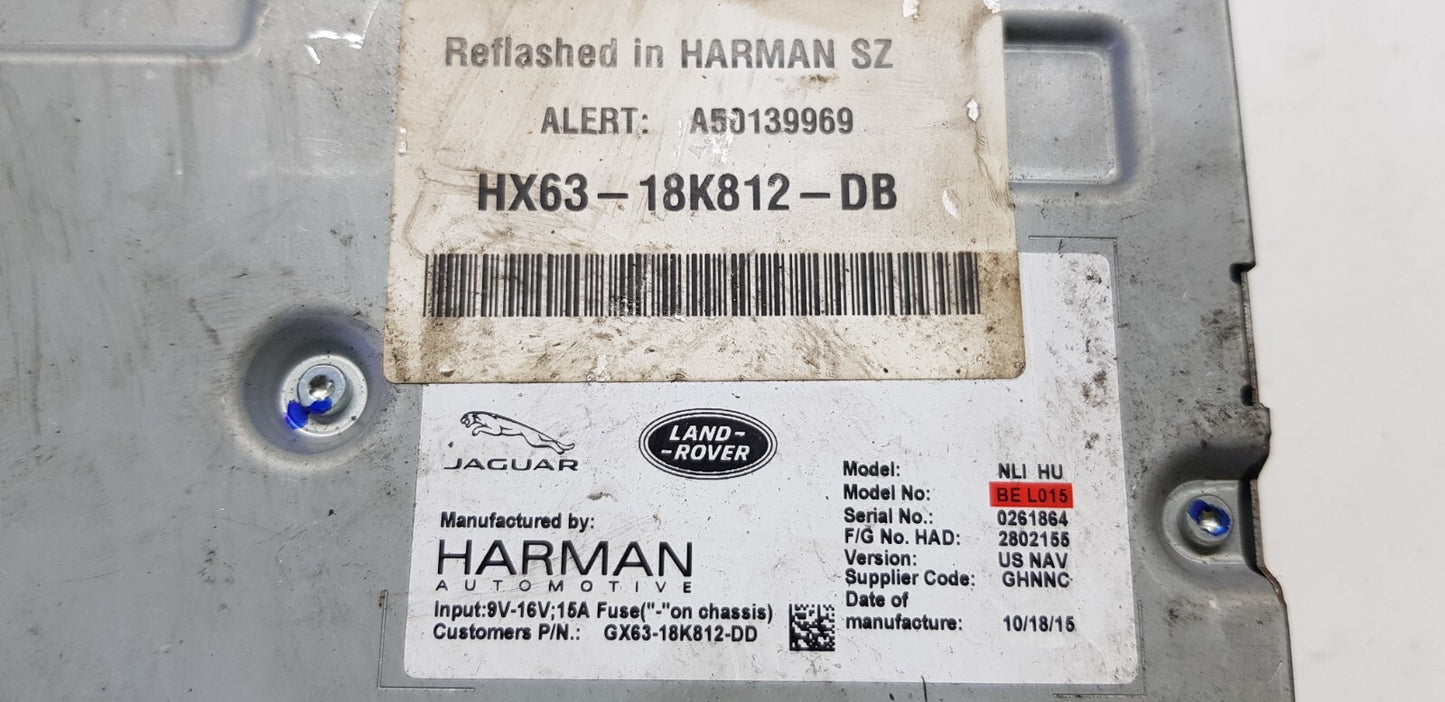 Reflashed in HARMAN SZ
ALERT: A50139969
HX63-18K812-DB
JAGUAR
LAND-
-ROVER
Manufactured by:
HARMAN
AUTOMOTIVE
Input:9V-16V;15A Fuse("-"on chassis)
Customers P/N.: GX63-18K812-DD
Model: NLI HU
Model No: BE L015
Serial No.: 0261864
F/G No. HAD: 2802155
Version: US NAV
Supplier Code: GHNNC
Date of
manufacture: 10/18/15